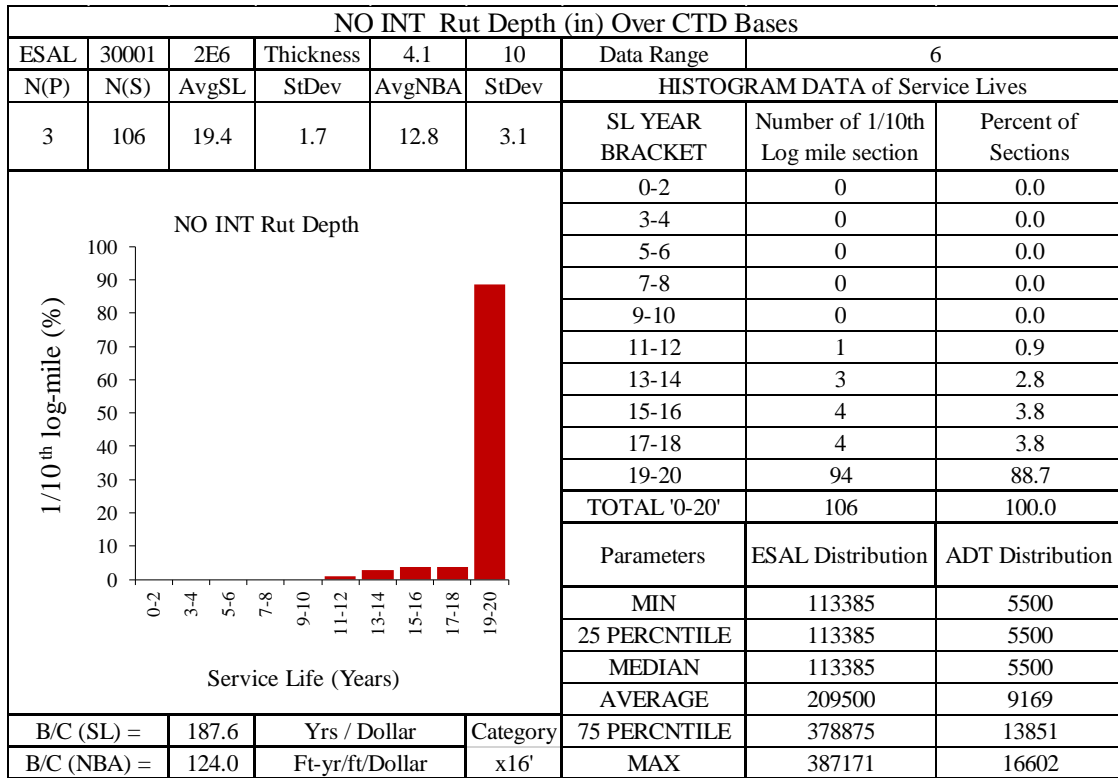 NO INT Rut Depth (in) Over CTD Bases
ESAL 30001 2E6 Thickness 4.1 10 Data Range 6
N(P) N(S) AvgSL StDev AvgNBA StDev HISTOGRAM DATA of Service Lives
3 106 19.4 1.7 12.8 3.1
SL YEAR BRACKET
Number of 1/10th Log mile section
Percent of Sections
0-2 0 0.0
3-4 0 0.0
5-6 0 0.0
7-8 0 0.0
9-10 0 0.0
11-12 1 0.9
13-14 3 2.8
15-16 4 3.8
17-18 4 3.8
19-20 94 88.7
TOTAL '0-20' 106 100.0
Parameters ESAL Distribution ADT Distribution
MIN 113385 5500
25 PERCNTILE 113385 5500
MEDIAN 113385 5500
AVERAGE 209500 9169
75 PERCNTILE 378875 13851
MAX 387171 16602
NO INT Rut Depth
1/10th log-mile (%)
100
90
80
70
60
50
40
30
20
10
0
0-2 3-4 5-6 7-8 9-10 11-12 13-14 15-16 17-18 19-20
Service Life (Years)
B/C (SL) = 187.6 Yrs / Dollar Category
B/C (NBA) = 124.0 Ft-yr/ft/Dollar x16'